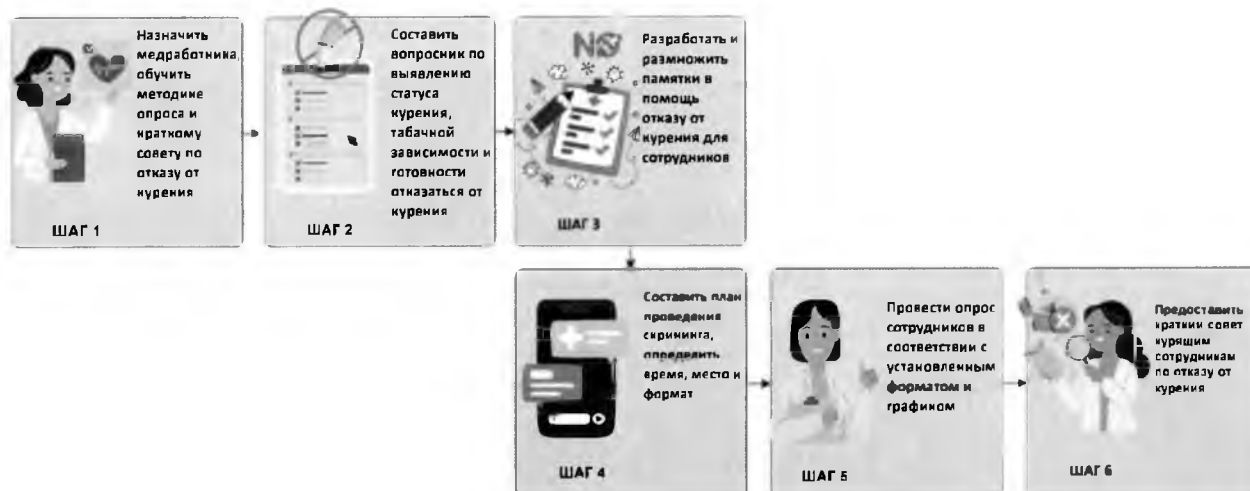 Назначить
медработника,
обучить
методике
опроса и
краткому
совету по
отказу от
курения
ШАГ 1
Составить
вопросник по
выявлению
статуса
курения,
табачной
зависимости и
готовности
отказаться от
курения
ШАГ 2
NO
Разработать и
размножить
памятки в
помощь
отказу от
курения для
сотрудников
ШАГ 3
Составить план
проведения
скрининга,
определить
время, место и
формат
ШАГ 4
Провести опрос
сотрудников в
соответствии с
установленным
форматом и
графиком
ШАГ 5
Предоставить
краткий совет
курящим
сотрудникам
по отказу от
курения
ШАГ 6